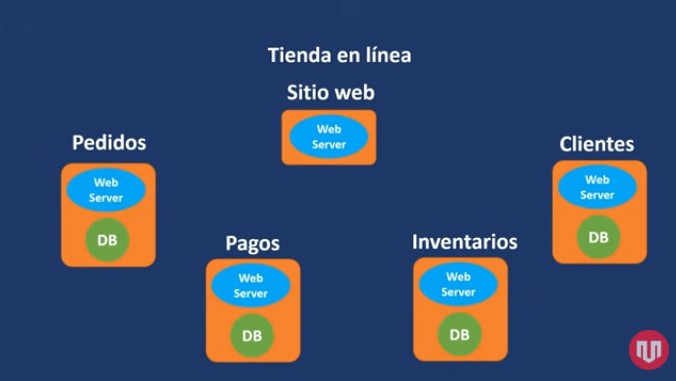 Tienda en línea
Sitio web
Web
Server
Pedidos
Web
Server
DB
Pagos
Web
Server
DB
Inventarios
Web
Server
DB
Clientes
Web
Server
DB